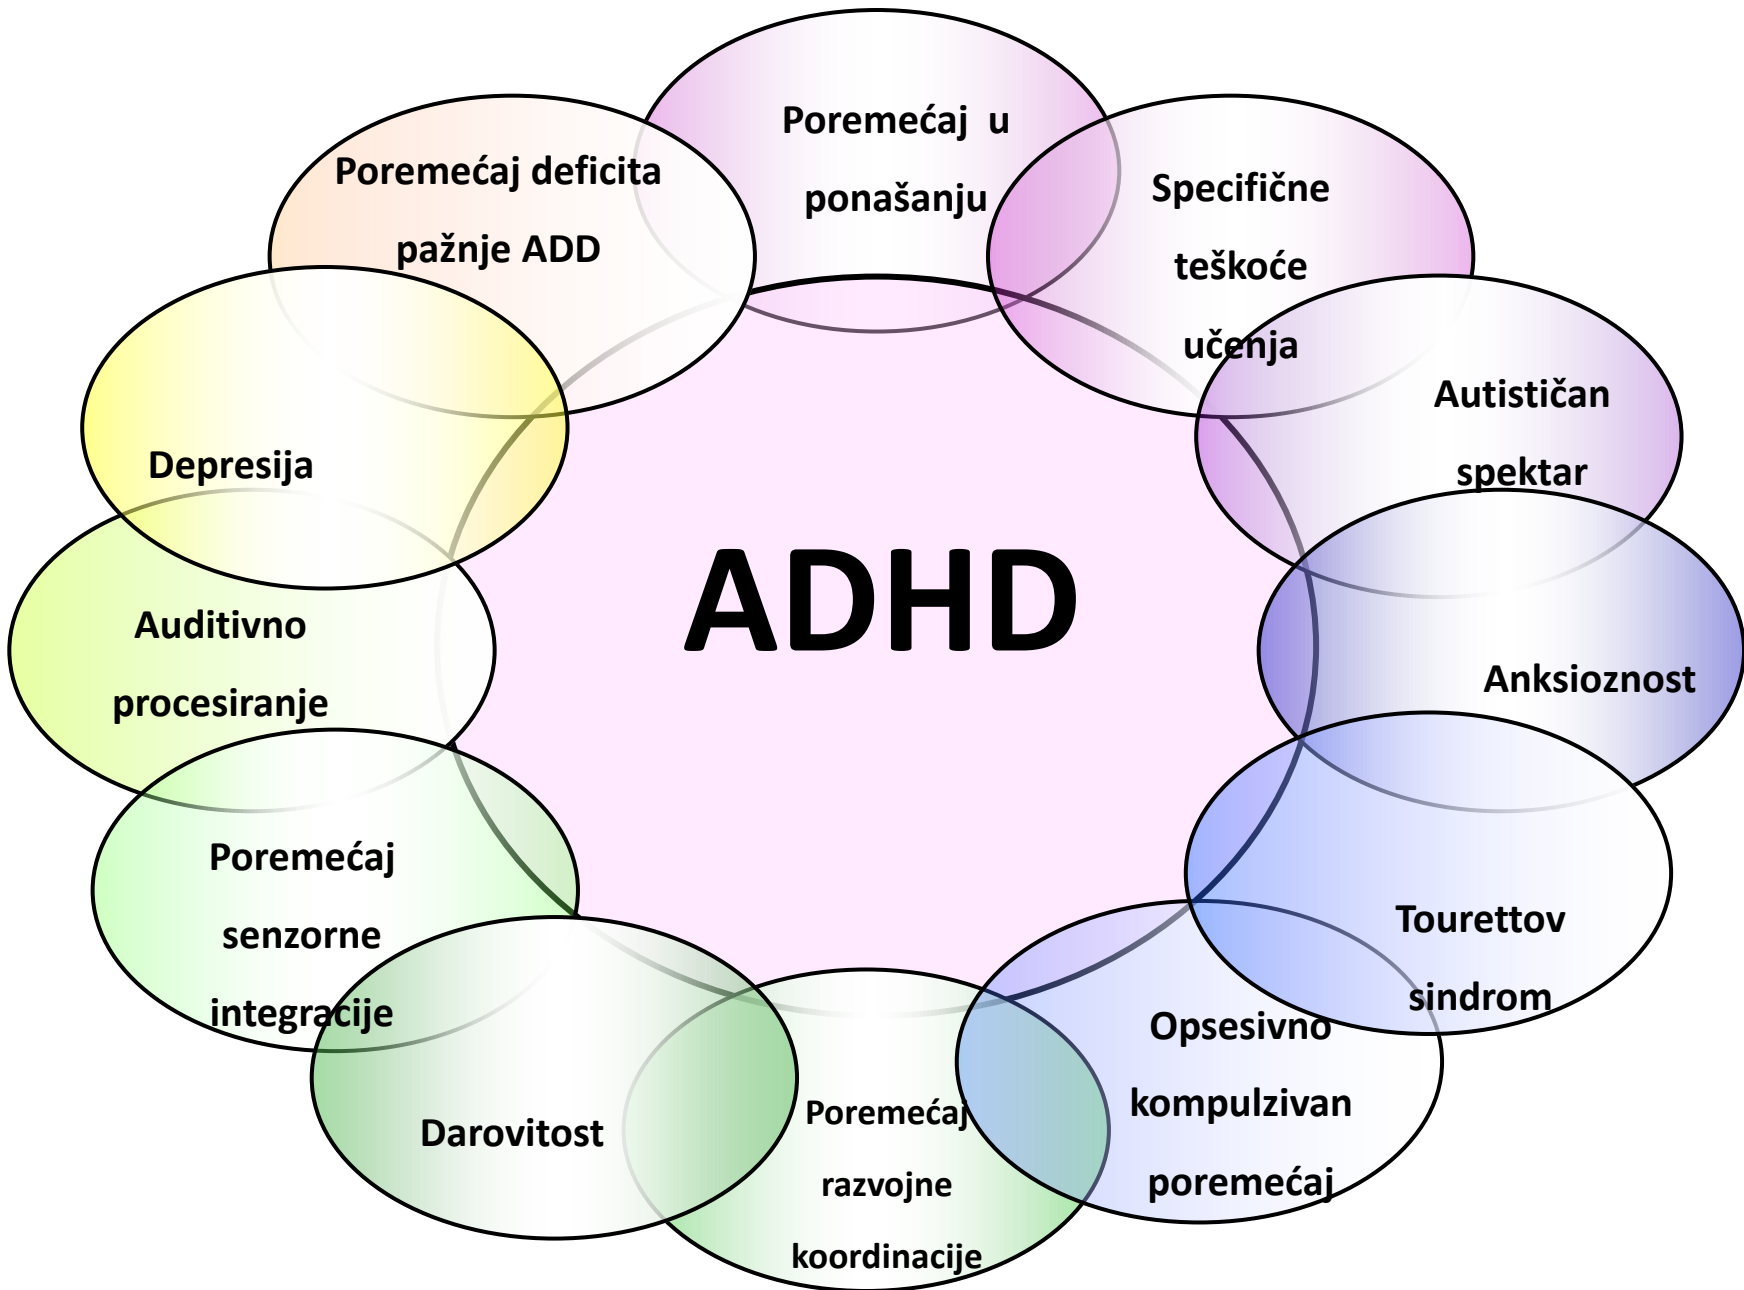 Poremećaj u
ponašanju
Specifične
teškoće
učenja
Autističan
spektar
Anksioznost
Tourettov
sindrom
Opsesivno
kompulzivan
poremećaj
Poremećaj
razvojne
koordinacije
Darovitost
Poremećaj
senzorne
integracije
Auditivno
procesiranje
Depresija
Poremećaj deficita
pažnje ADD
ADHD